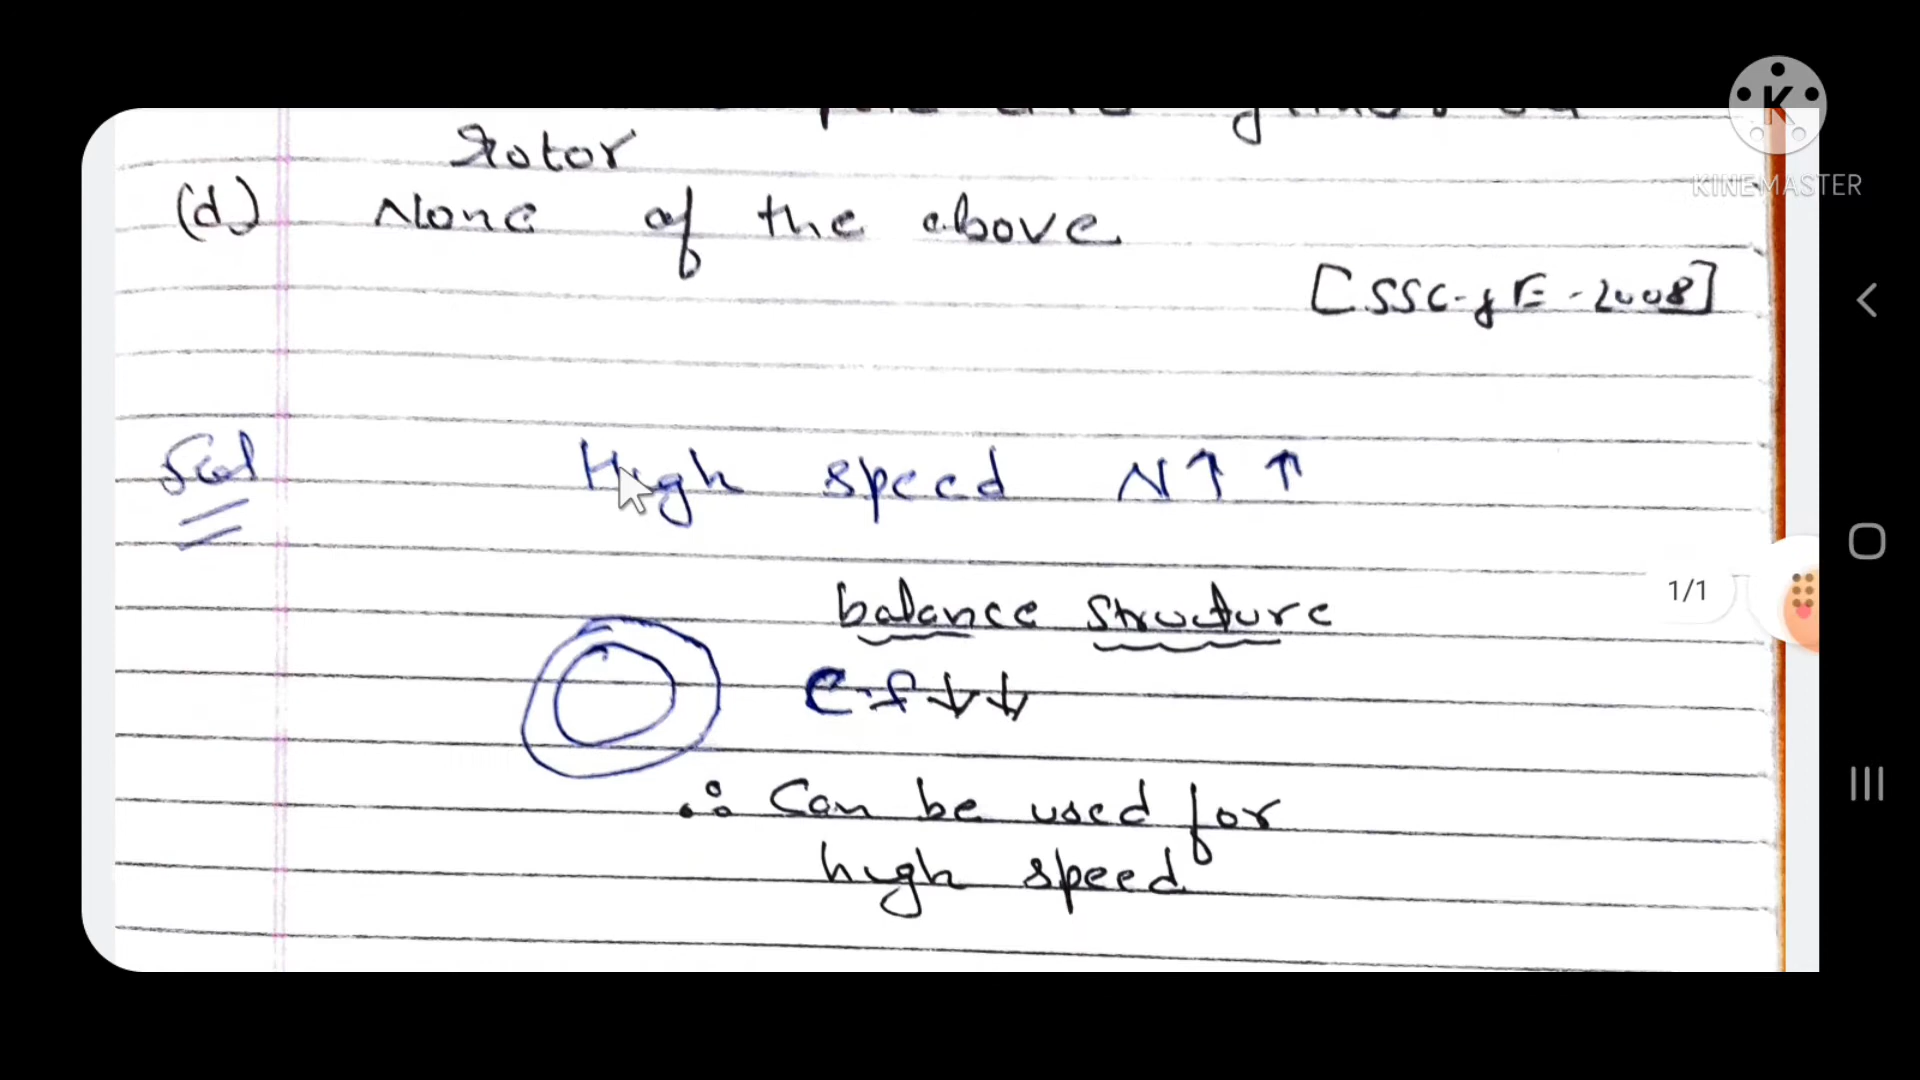 rotor
(d) None of the above
[SSC-JE-2008]
Sol High speed N↑ ↑
balance structure
C.f ↓ ↓
∴ Can be used for
high speed
1/1
K
KINEMASTER